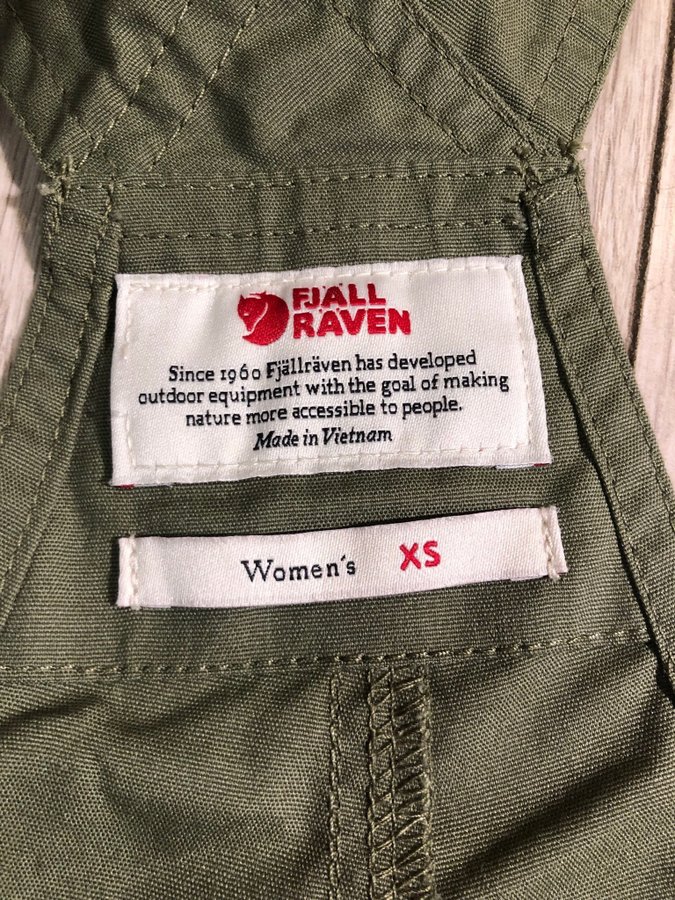 FJÄLL
RÄVEN
Since 1960 Fjällräven has developed
outdoor equipment with the goal of making
nature more accessible to people.
Made in Vietnam
Women´s XS